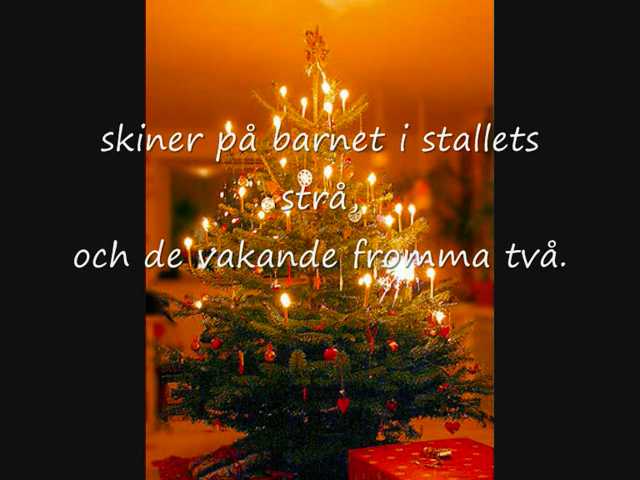 skiner på barnet i stallets
strå,
och de vakande fromma två.